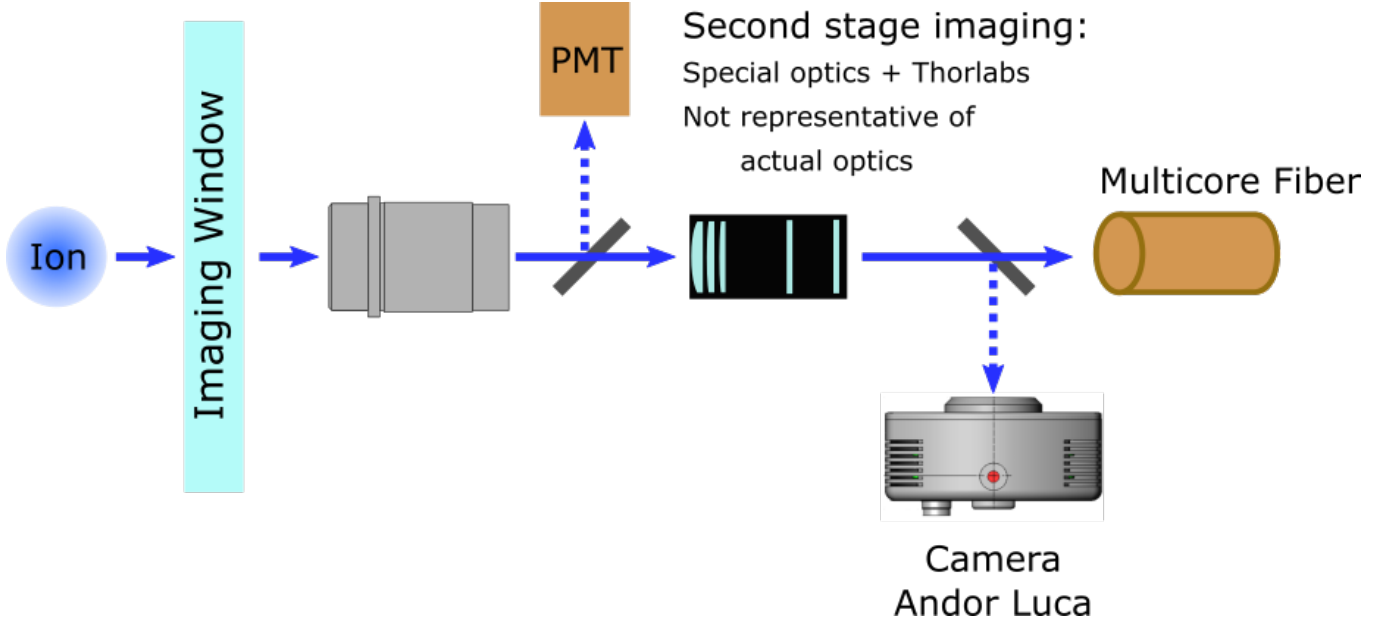 Ion
Imaging Window
PMT
Second stage imaging:
Special optics + Thorlabs
Not representative of
actual optics
Multicore Fiber
Camera
Andor Luca